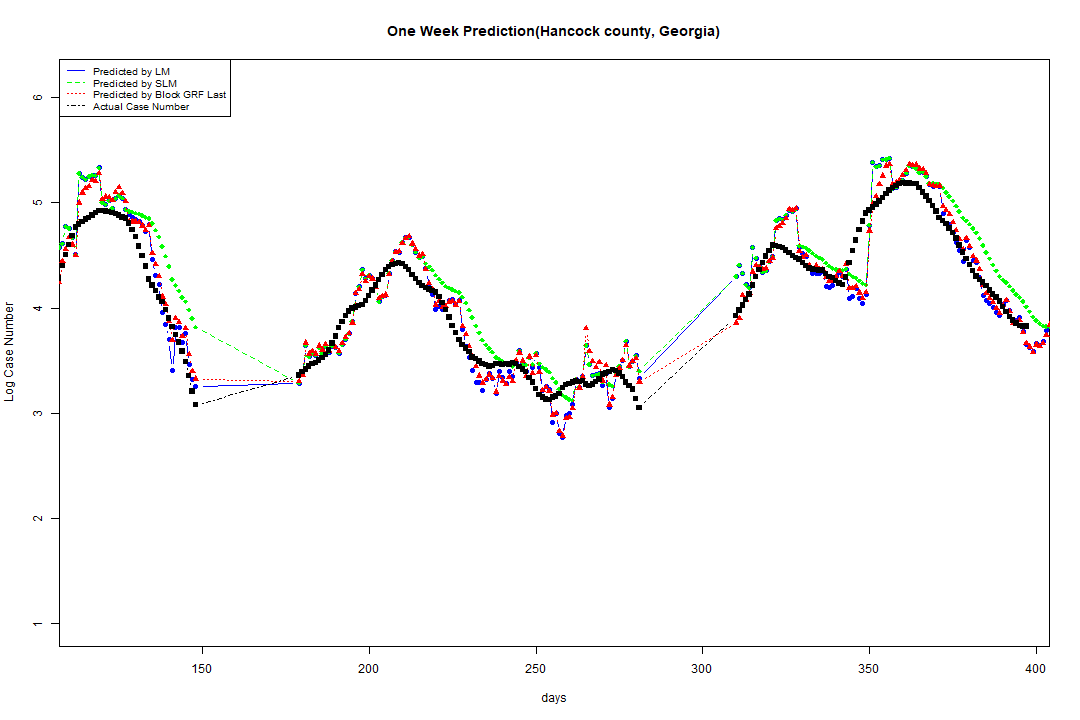 One Week Prediction(Hancock county, Georgia)
Predicted by LM
Predicted by SLM
Predicted by Block GRF Last
Actual Case Number
6
5
4
3
2
1
Log Case Number
150 200 250 300 350 400
days